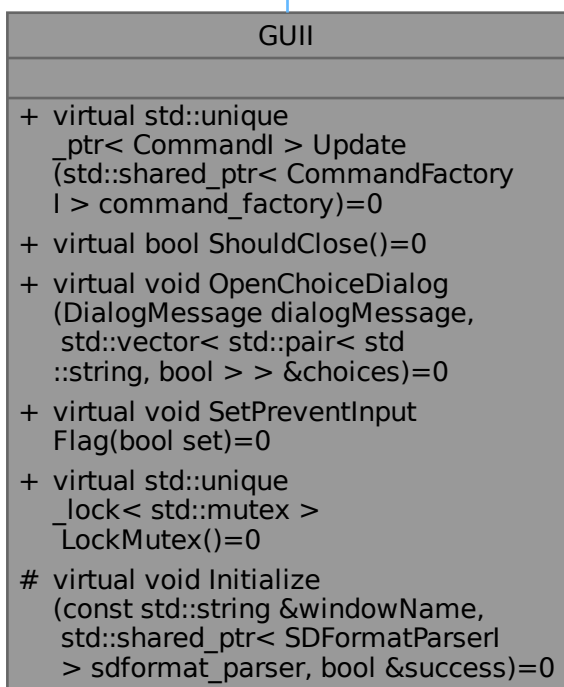 GUII
+ virtual std::unique
_ptr< CommandI > Update
(std::shared_ptr< CommandFactory
I > command_factory)=0
+ virtual bool ShouldClose()=0
+ virtual void OpenChoiceDialog
(DialogMessage dialogMessage,
std::vector< std::pair< std
::string, bool > > &choices)=0
+ virtual void SetPreventInput
Flag(bool set)=0
+ virtual std::unique
_lock< std::mutex >
LockMutex()=0
# virtual void Initialize
(const std::string &windowName,
std::shared_ptr< SDFormatParserI
> sdformat_parser, bool &success)=0